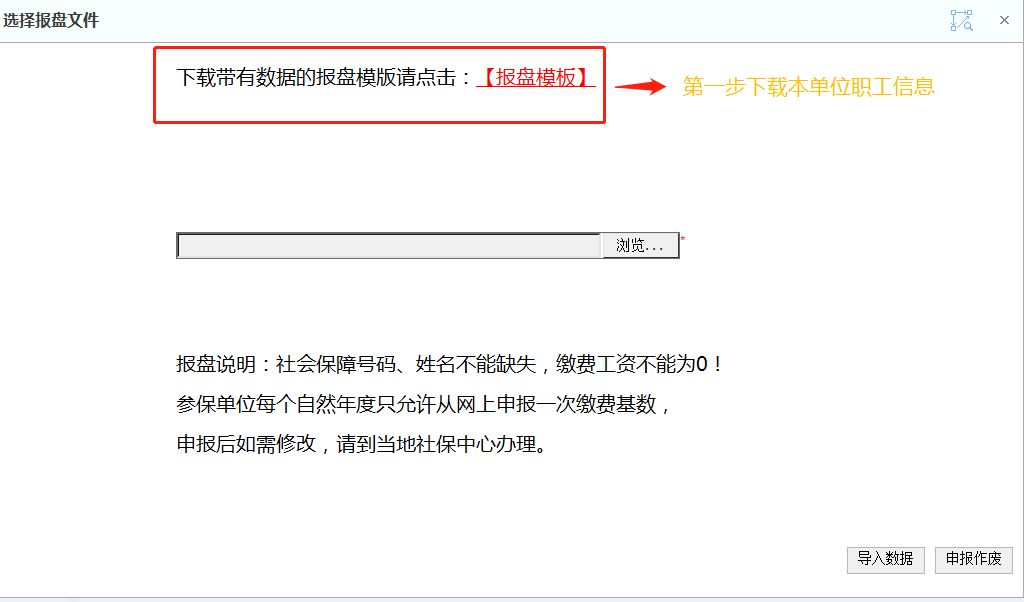 选择报盘文件
下载带有数据的报盘模版请点击：【报盘模板】
第一步下载本单位职工信息
浏览...
*
报盘说明：社会保障号码、姓名不能缺失，缴费工资不能为0！
参保单位每个自然年度只允许从网上申报一次缴费基数，
申报后如需修改，请到当地社保中心办理。
导入数据 申报作废